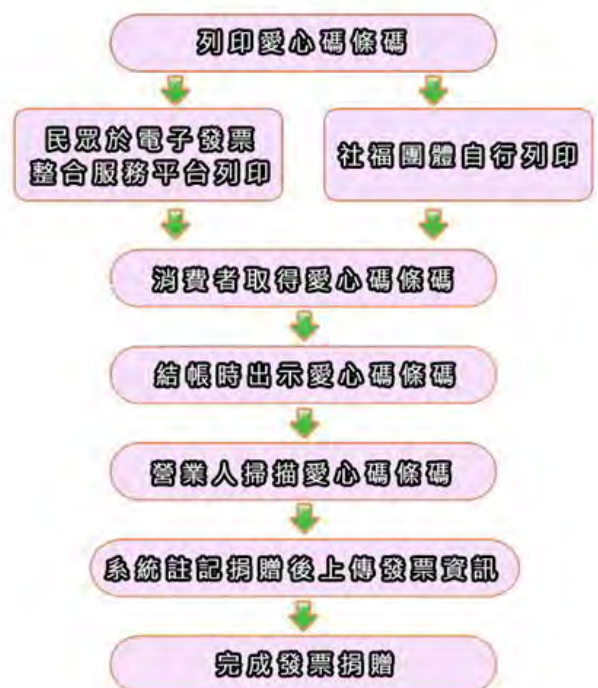 列印愛心碼條碼
民眾於電子發票
整合服務平台列印
社福團體自行列印
消費者取得愛心碼條碼
結帳時出示愛心碼條碼
營業人掃描愛心碼條碼
系統註記捐贈後上傳發票資訊
完成發票捐贈